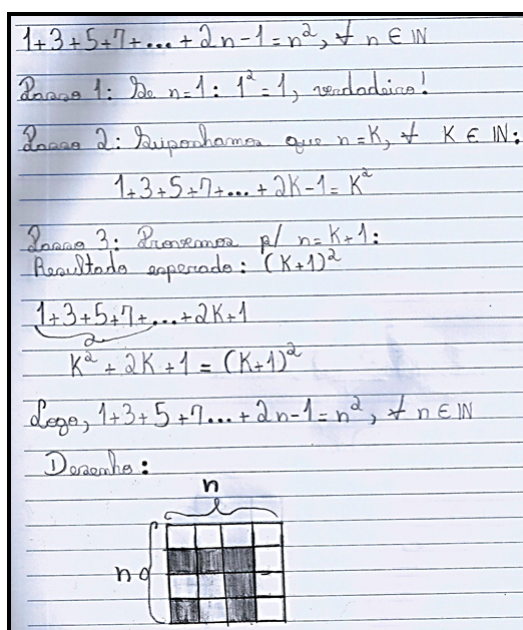 1+3+5+7+...+2n-1=n², ∀ n ∈ IN
Passo 1: Se n=1: 1²=1, verdadeiro!
Passo 2: Suponhamos que n=K, ∀ K ∈ IN:
1+3+5+7+...+2K-1=K²
Passo 3: Provemos p/ n=K+1:
Resultado esperado: (K+1)²
1+3+5+7+...+2K+1
K²+2K+1=(K+1)²
Logo, 1+3+5+7...+2n-1=n², ∀ n ∈ IN
Desenho:
n
n